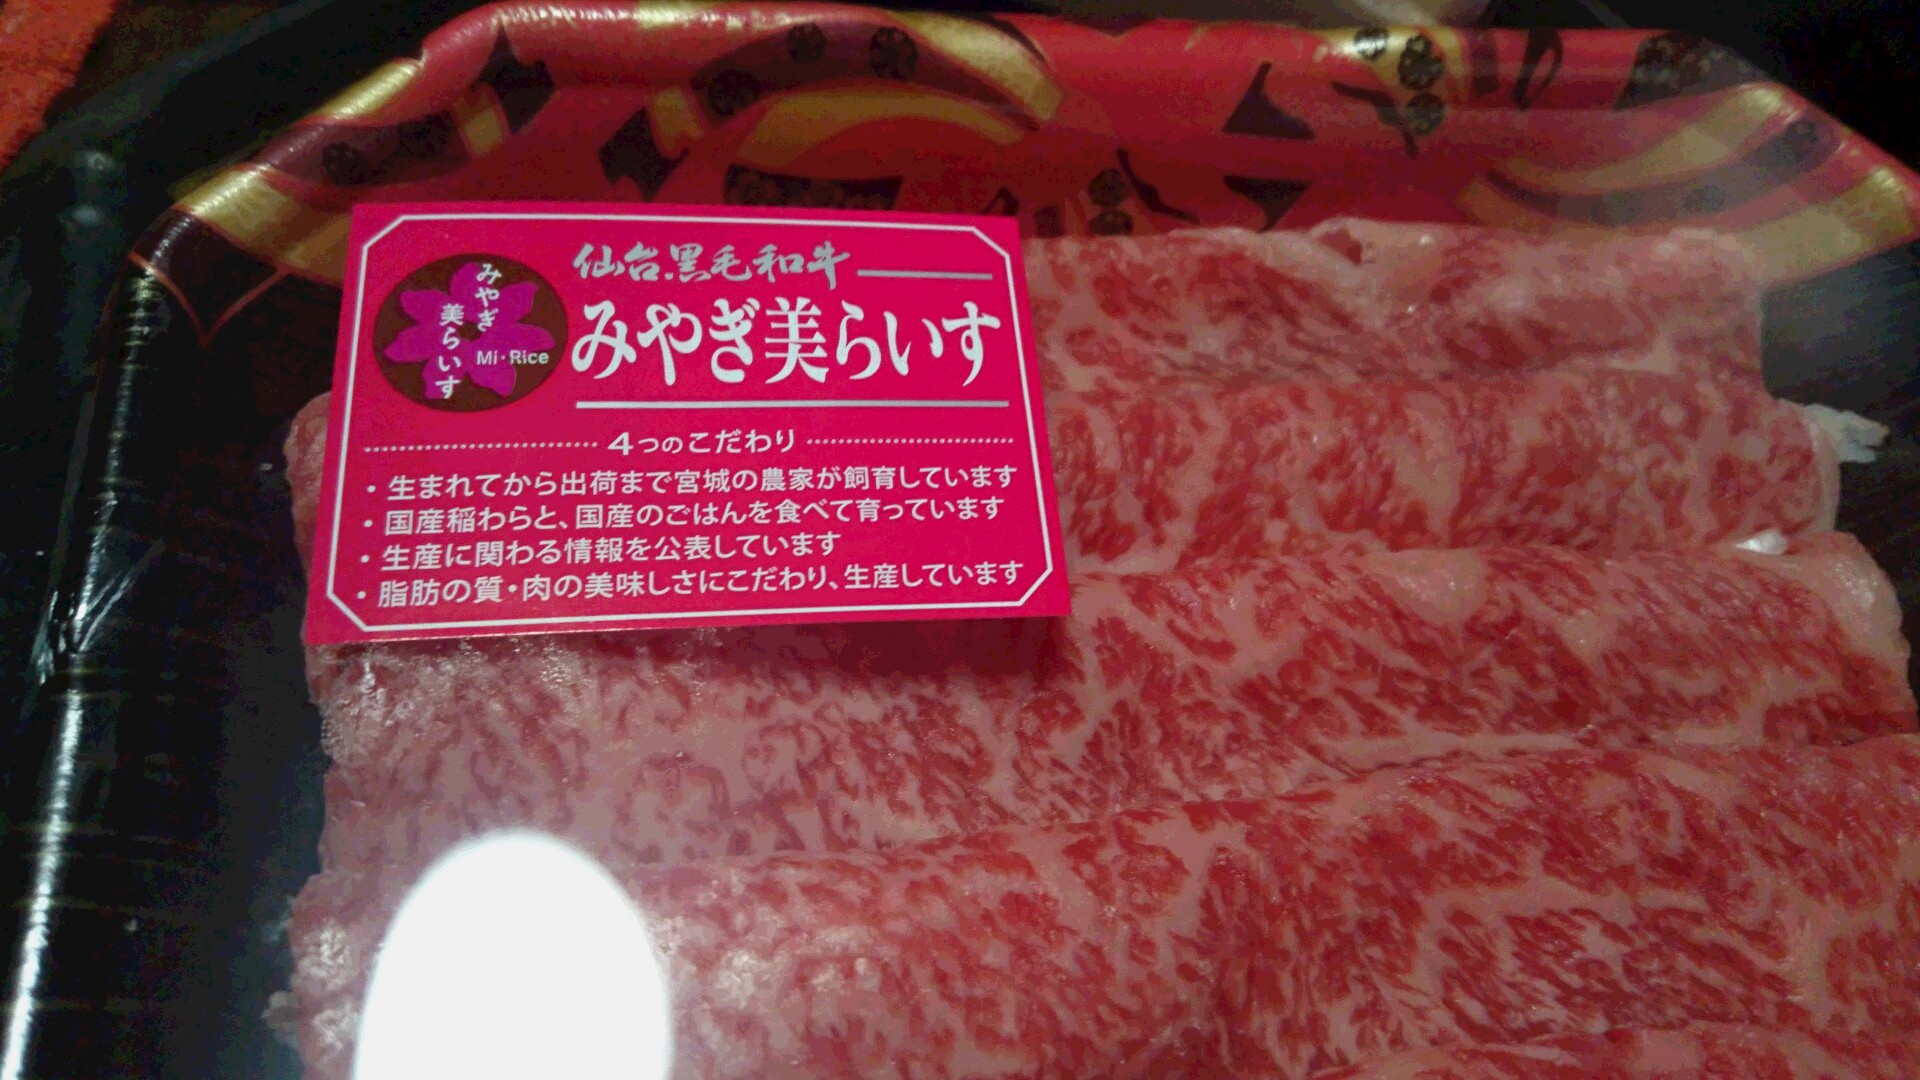 みやぎ
美らいす
Mi・Rice
仙台黒毛和牛
みやぎ美らいす
4つのこだわり
・生まれてから出荷まで宮城の農家が飼育しています
・国産稲わらと、国産のごはんを食べて育っています
・生産に関わる情報を公表しています
・脂肪の質・肉の美味しさにこだわり、生産しています